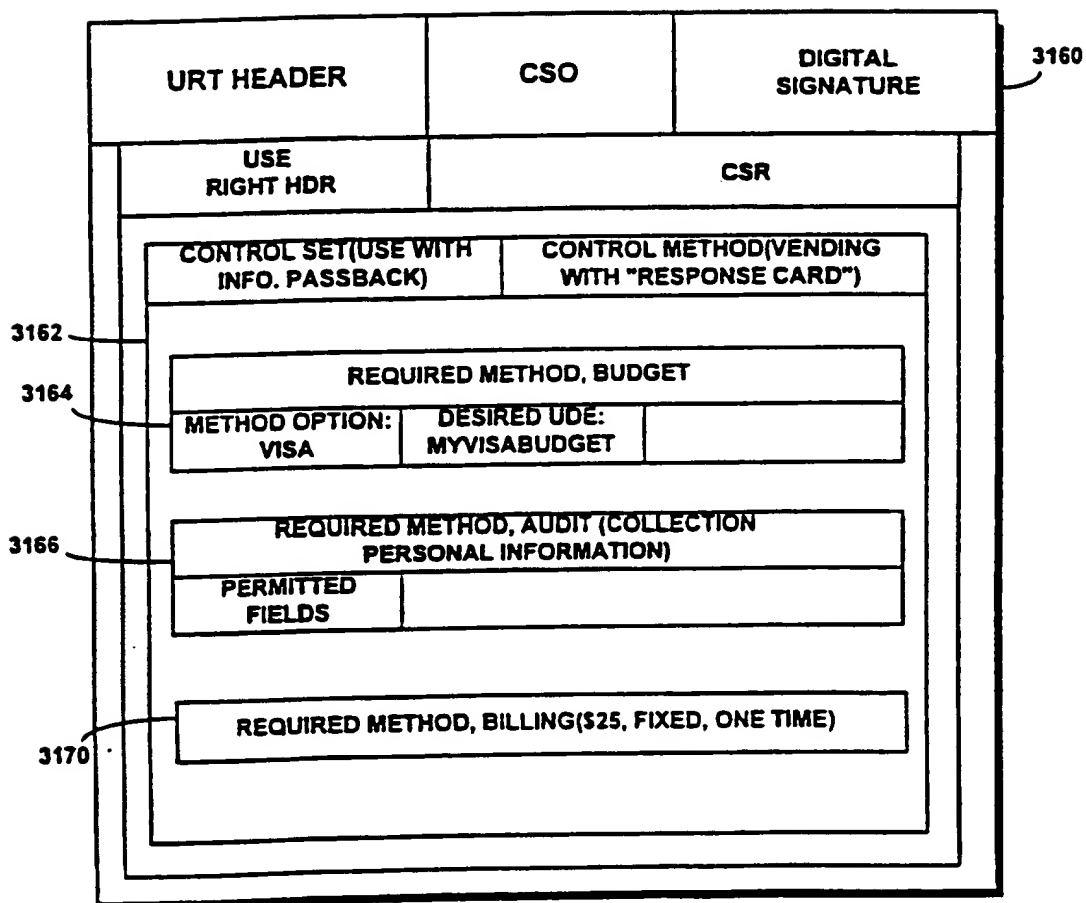 URT HEADER
CSO
DIGITAL
SIGNATURE
3160
USE
RIGHT HDR
CSR
CONTROL SET(USE WITH
INFO. PASSBACK)
CONTROL METHOD(VENDING
WITH "RESPONSE CARD")
3162
REQUIRED METHOD, BUDGET
3164
METHOD OPTION:
VISA
DESIRED UDE:
MYVISABUDGET
REQUIRED METHOD, AUDIT (COLLECTION
PERSONAL INFORMATION)
3166
PERMITTED
FIELDS
REQUIRED METHOD, BILLING($25, FIXED, ONE TIME)
3170